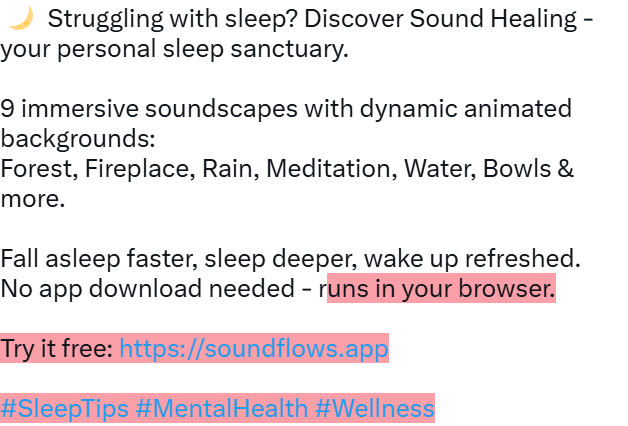 🌙 Struggling with sleep? Discover Sound Healing -
your personal sleep sanctuary.
9 immersive soundscapes with dynamic animated
backgrounds:
Forest, Fireplace, Rain, Meditation, Water, Bowls &
more.
Fall asleep faster, sleep deeper, wake up refreshed.
No app download needed - runs in your browser.
Try it free: https://soundflows.app
#SleepTips #MentalHealth #Wellness